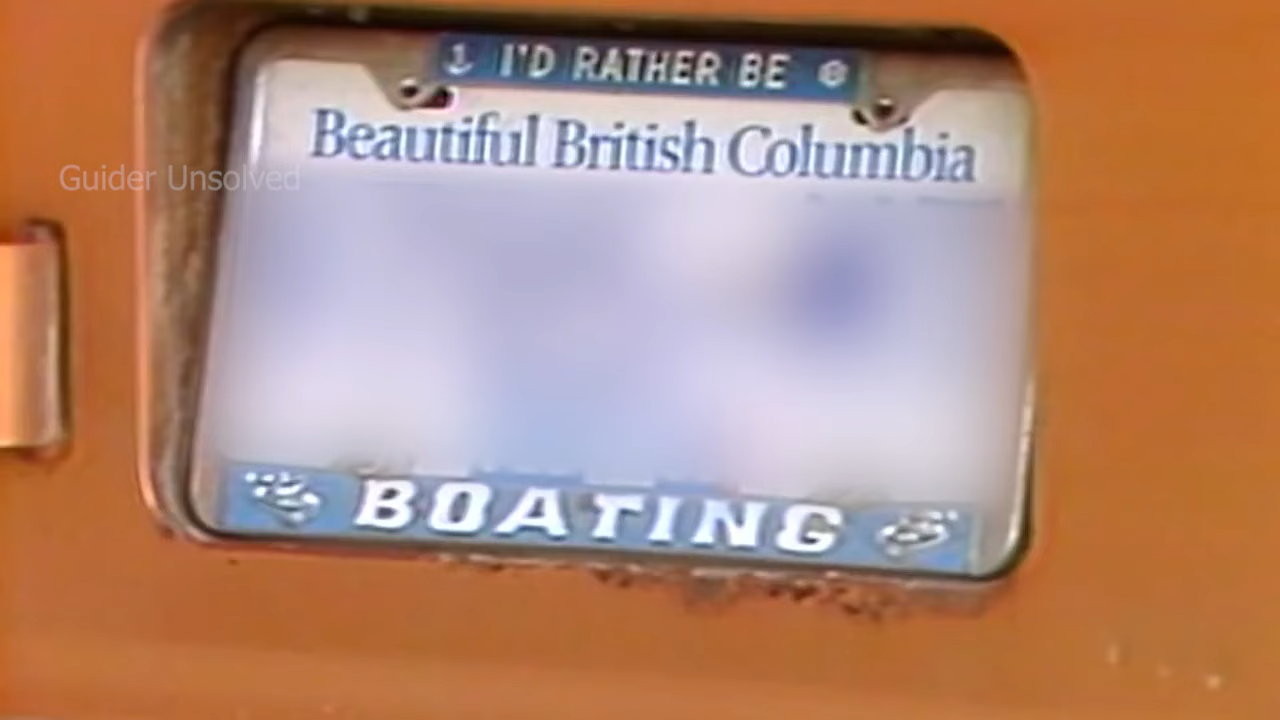 I'D RATHER BE
Beautiful British Columbia
Guider Unsolved
BOATING